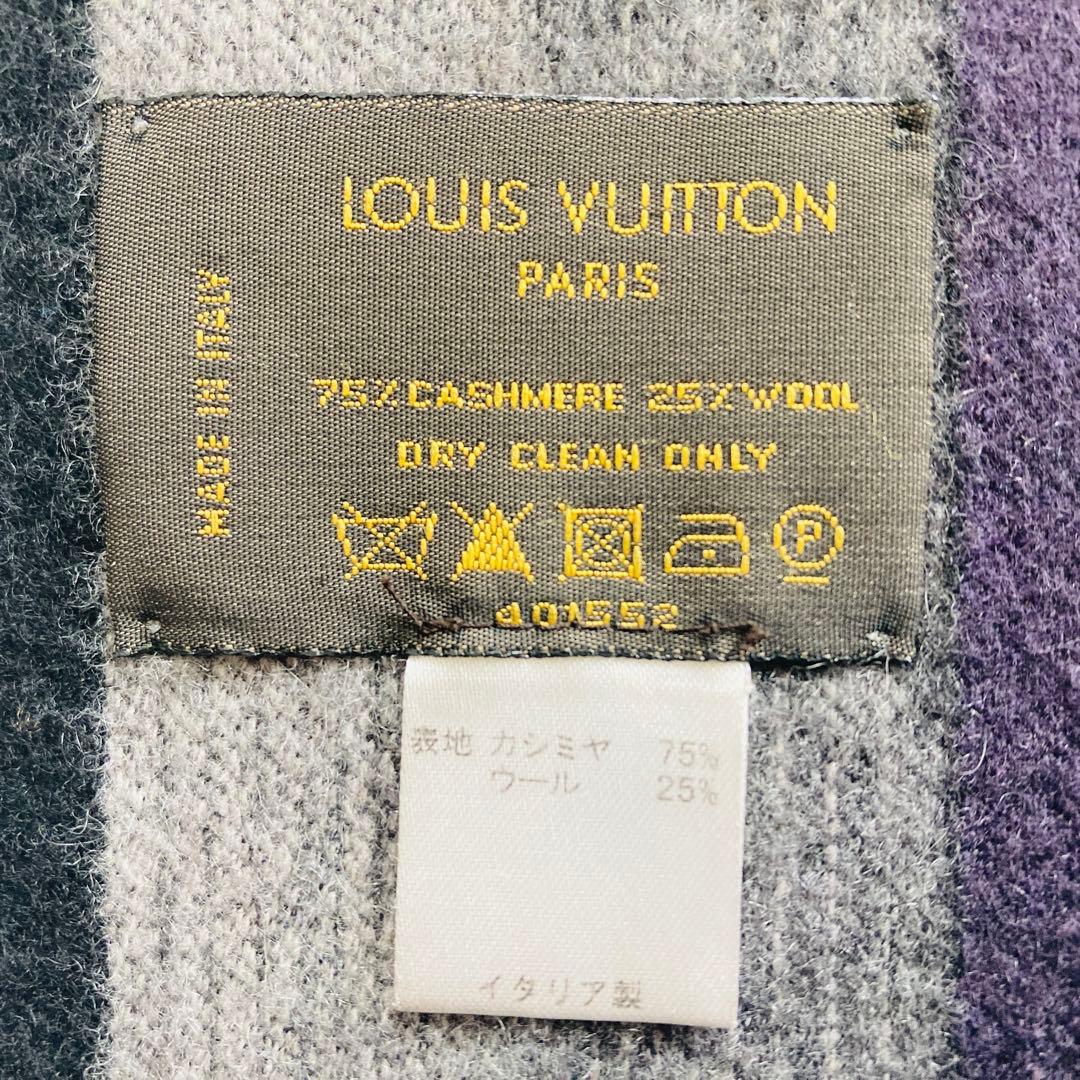 LOUIS VUITTON
PARIS
MADE IN ITALY
75% CASHMERE 25% WOOL
DRY CLEAN ONLY
P
401552
表地 カシミヤ 75%
ウール 25%
イタリア製